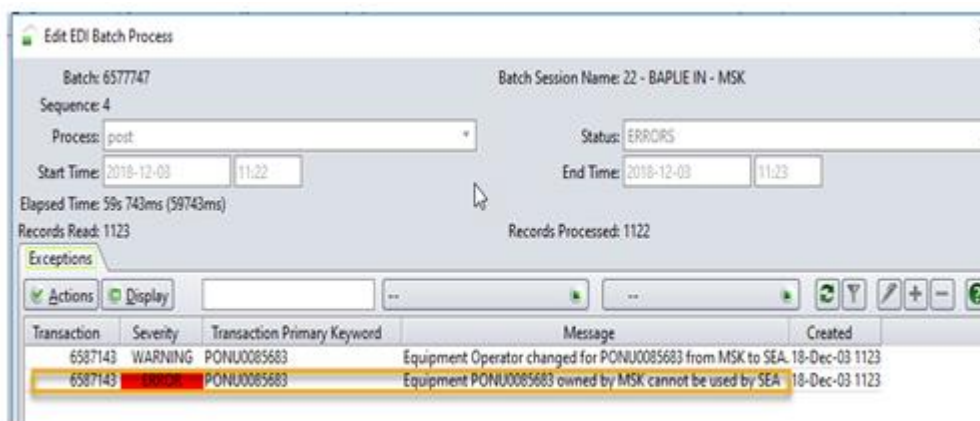 Edit EDI Batch Process
Batch: 6577747 Batch Session Name: 22 - BAPLIE IN - MSK
Sequence: 4
Process: post Status: ERRORS
Start Time: 2018-12-03 11:22 End Time: 2018-12-03 11:23
Elapsed Time: 59s 743ms (59743ms)
Records Read: 1123 Records Processed: 1122
Exceptions
Actions Display -- --
Transaction Severity Transaction Primary Keyword Message Created
6587143 WARNING PONU0085683 Equipment Operator changed for PONU0085683 from MSK to SEA. 18-Dec-03 1123
6587143 ERROR PONU0085683 Equipment PONU0085683 owned by MSK cannot be used by SEA 18-Dec-03 1123